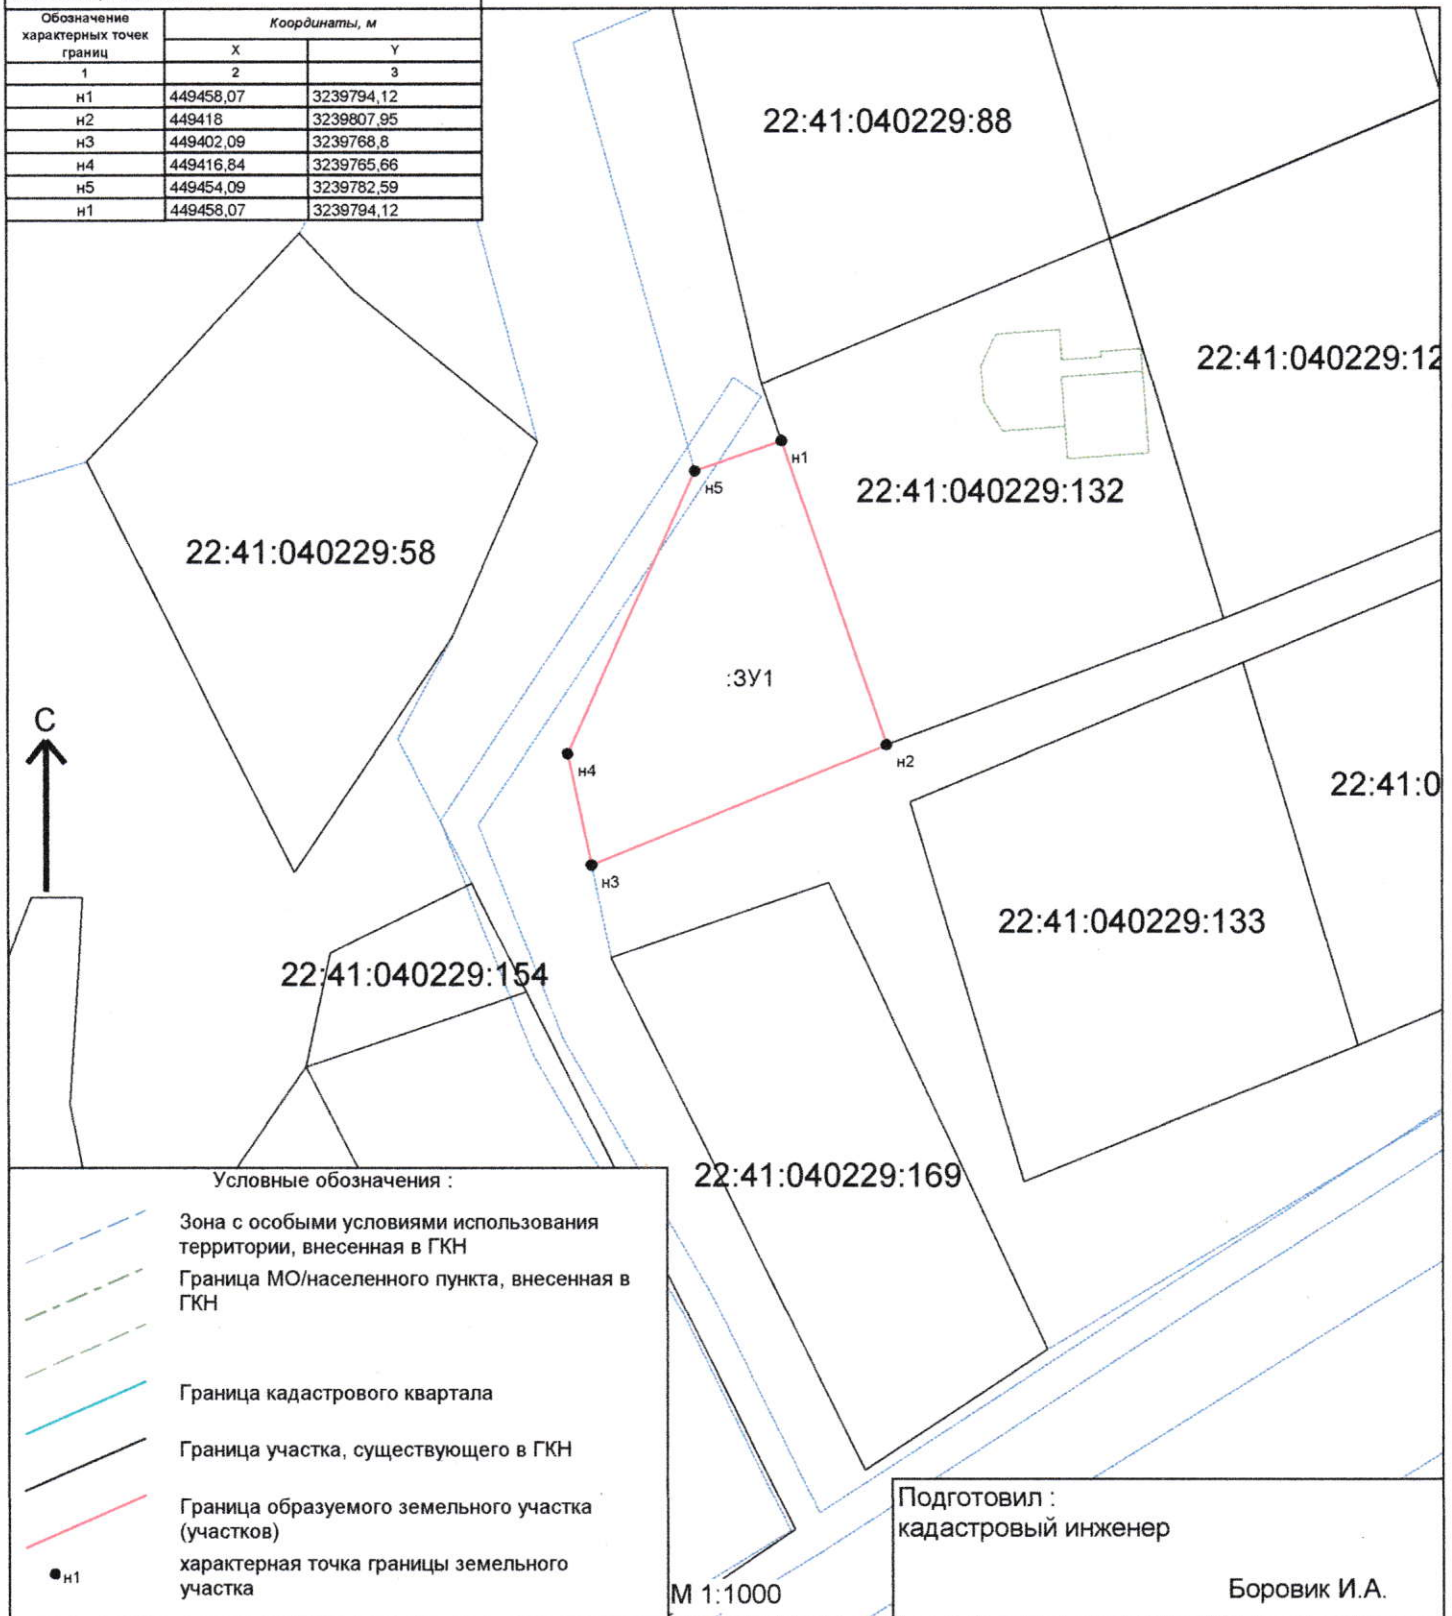 Обозначение
характерных точек
границ
Координаты, м
X Y
1 2 3
н1 449458,07 3239794,12
н2 449418 3239807,95
н3 449402,09 3239768,8
н4 449416,84 3239765,66
н5 449454,09 3239782,59
н1 449458,07 3239794,12
22:41:040229:88
22:41:040229:12
н1
н5
22:41:040229:132
22:41:040229:58
:ЗУ1
С
н2
н4
22:41:0
н3
22:41:040229:133
22:41:040229:154
22:41:040229:169
Условные обозначения :
Зона с особыми условиями использования
территории, внесенная в ГКН
Граница МО/населенного пункта, внесенная в
ГКН
Граница кадастрового квартала
Граница участка, существующего в ГКН
Граница образуемого земельного участка
(участков)
н1 характерная точка границы земельного
участка
М 1:1000
Подготовил :
кадастровый инженер
Боровик И.А.